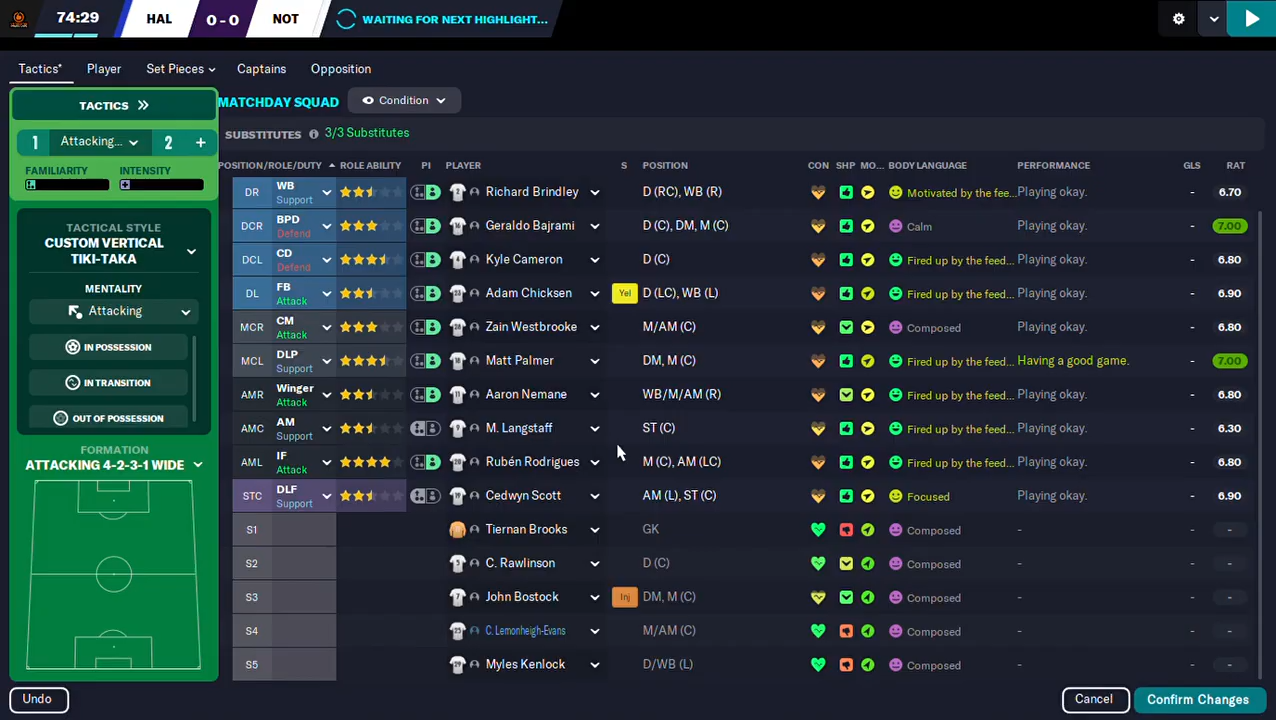 74:29
HAL
0 - 0
NOT
WAITING FOR NEXT HIGHLIGHT...
Tactics*
Player
Set Pieces
Captains
Opposition
TACTICS
1 Attacking... 2 +
FAMILIARITY INTENSITY
TACTICAL STYLE
CUSTOM VERTICAL
TIKI-TAKA
MENTALITY
Attacking
IN POSSESSION
IN TRANSITION
OUT OF POSSESSION
FORMATION
ATTACKING 4-2-3-1 WIDE
MATCHDAY SQUAD
Condition
SUBSTITUTES 3/3 Substitutes
POSITION/ROLE/DUTY ROLE ABILITY PI PLAYER S POSITION CON SHP MO... BODY LANGUAGE PERFORMANCE GLS RAT
DR WB Support Richard Brindley D (RC), WB (R) Motivated by the fee... Playing okay. - 6.70
DCR BPD Defend Geraldo Bajrami D (C), DM, M (C) Calm Playing okay. - 7.00
DCL CD Defend Kyle Cameron D (C) Fired up by the feed... Playing okay. - 6.80
DL FB Attack Adam Chicksen Yel D (LC), WB (L) Fired up by the feed... Playing okay. - 6.90
MCR CM Attack Zain Westbrooke M/AM (C) Composed Playing okay. - 6.80
MCL DLP Support Matt Palmer DM, M (C) Fired up by the feed... Having a good game. - 7.00
AMR Winger Attack Aaron Nemane WB/M/AM (R) Fired up by the feed... Playing okay. - 6.80
AMC AM Support M. Langstaff ST (C) Fired up by the feed... Playing okay. - 6.30
AML IF Attack Rubén Rodrigues M (C), AM (LC) Fired up by the feed... Playing okay. - 6.80
STC DLF Support Cedwyn Scott AM (L), ST (C) Focused Playing okay. - 6.90
S1 Tiernan Brooks GK Composed - - -
S2 C. Rawlinson D (C) Composed - - -
S3 John Bostock Inj DM, M (C) Composed - - -
S4 C. Lemonheigh-Evans M/AM (C) Composed - - -
S5 Myles Kenlock D/WB (L) Composed - - -
Undo
Cancel
Confirm Changes